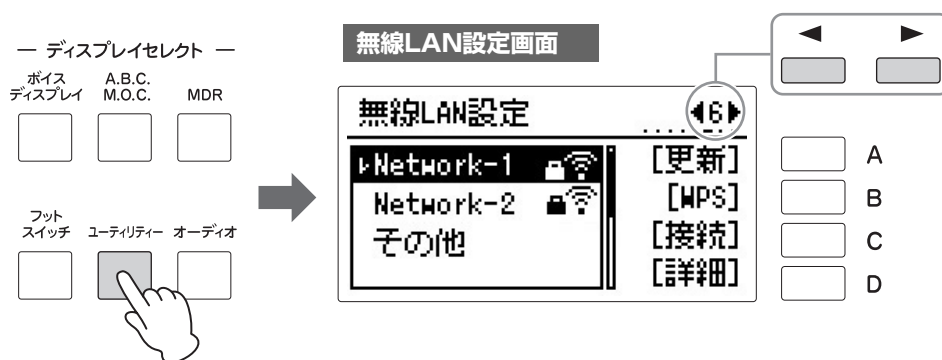 ― ディスプレイセレクト ―
ボイス
ディスプレイ
A.B.C.
M.O.C.
MDR
フット
スイッチ
ユーティリティー
オーディオ
無線LAN設定画面
無線LAN設定
◀6▶
▶Network-1
Network-2
その他
[更新]
[WPS]
[接続]
[詳細]
◀ ▶
A
B
C
D